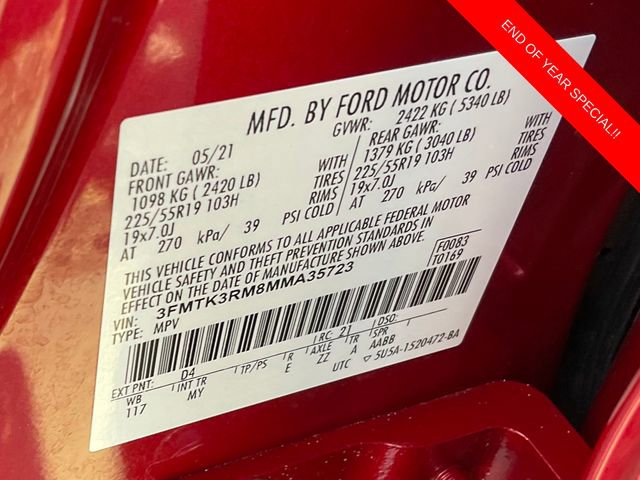 END OF YEAR SPECIAL!!
MFD. BY FORD MOTOR CO.
DATE: 05/21 GVWR: 2422 KG ( 5340 LB)
FRONT GAWR: REAR GAWR:
1098 KG ( 2420 LB) WITH 1379 KG ( 3040 LB) WITH
225/55R19 103H TIRES 225/55R19 103H TIRES
19x7.0J RIMS 19x7.0J RIMS
AT 270 kPa/ 39 PSI COLD AT 270 kPa/ 39 PSI COLD
THIS VEHICLE CONFORMS TO ALL APPLICABLE FEDERAL MOTOR
VEHICLE SAFETY AND THEFT PREVENTION STANDARDS IN
EFFECT ON THE DATE OF MANUFACTURE SHOWN ABOVE.
F0083
T0169
VIN: 3FMTK3RM8MMA35723
TYPE: MPV
EXT PNT: D4 RC: 21 DSO:
WB INT TR TP/PS R AXLE TR SPR
117 MY E ZZ A AABB
UTC ▽ 5U5A-1520472-BA